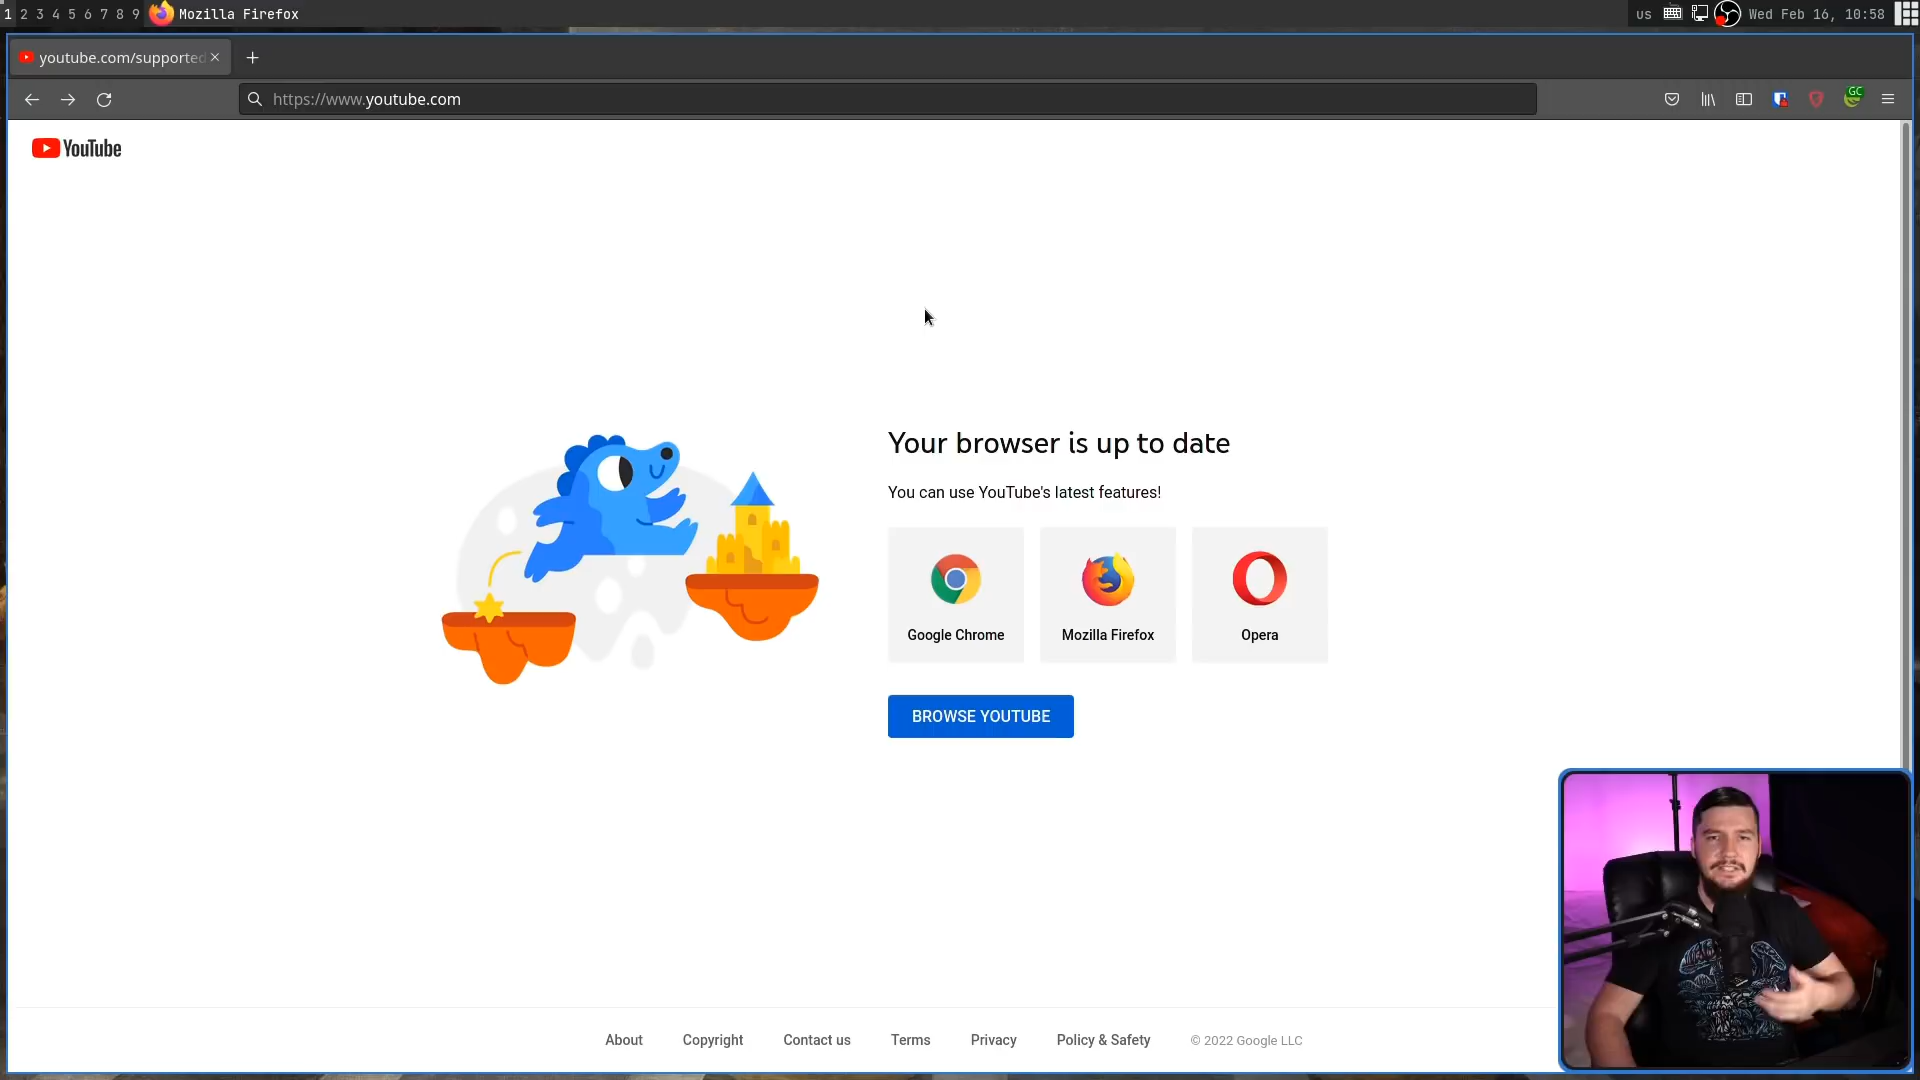 1 2 3 4 5 6 7 8 9 Mozilla Firefox
us Wed Feb 16, 10:58
youtube.com/supported
https://www.youtube.com
GC
YouTube
Your browser is up to date
You can use YouTube's latest features!
Google Chrome Mozilla Firefox Opera
BROWSE YOUTUBE
About Copyright Contact us Terms Privacy Policy & Safety © 2022 Google LLC